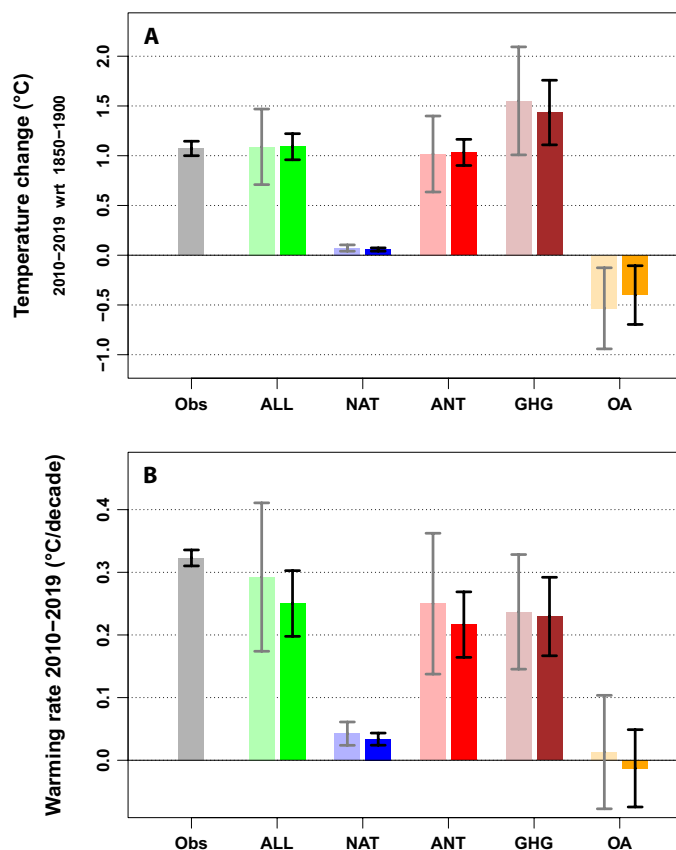 A
Temperature change (°C)
2010−2019 wrt 1850−1900
2.0
1.5
1.0
0.5
0.0
−0.5
−1.0
Obs ALL NAT ANT GHG OA
B
Warming rate 2010−2019 (°C/decade)
0.4
0.3
0.2
0.1
0.0
Obs ALL NAT ANT GHG OA